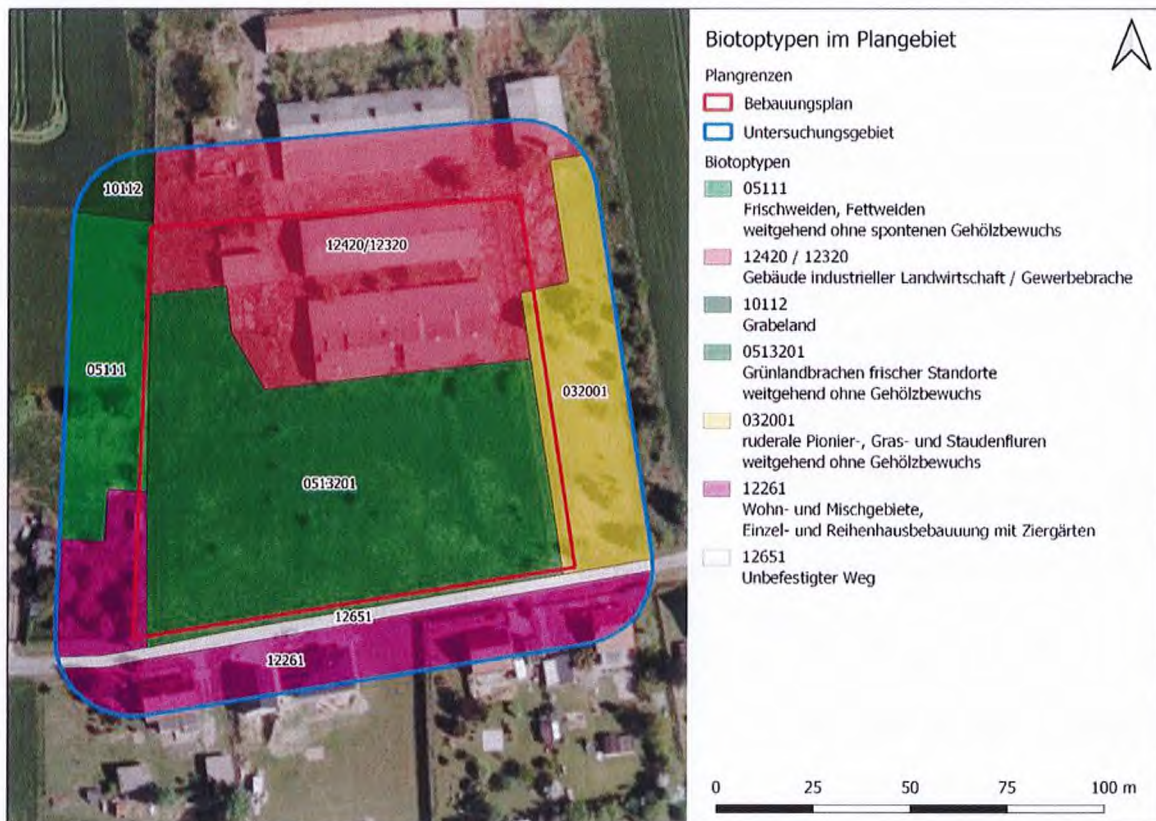 Biotoptypen im Plangebiet
Plangrenzen
Bebauungsplan
Untersuchungsgebiet
Biotoptypen
05111
Frischweiden, Fettweiden
weitgehend ohne spontenen Gehölzbewuchs
12420 / 12320
Gebäude industrieller Landwirtschaft / Gewerbebrache
10112
Grabeland
0513201
Grünlandbrachen frischer Standorte
weitgehend ohne Gehölzbewuchs
032001
ruderale Pionier-, Gras- und Staudenfluren
weitgehend ohne Gehölzbewuchs
12261
Wohn- und Mischgebiete,
Einzel- und Reihenhausbebauuung mit Ziergärten
12651
Unbefestigter Weg
0 25 50 75 100 m
10112
12420/12320
05111
032001
0513201
12651
12261